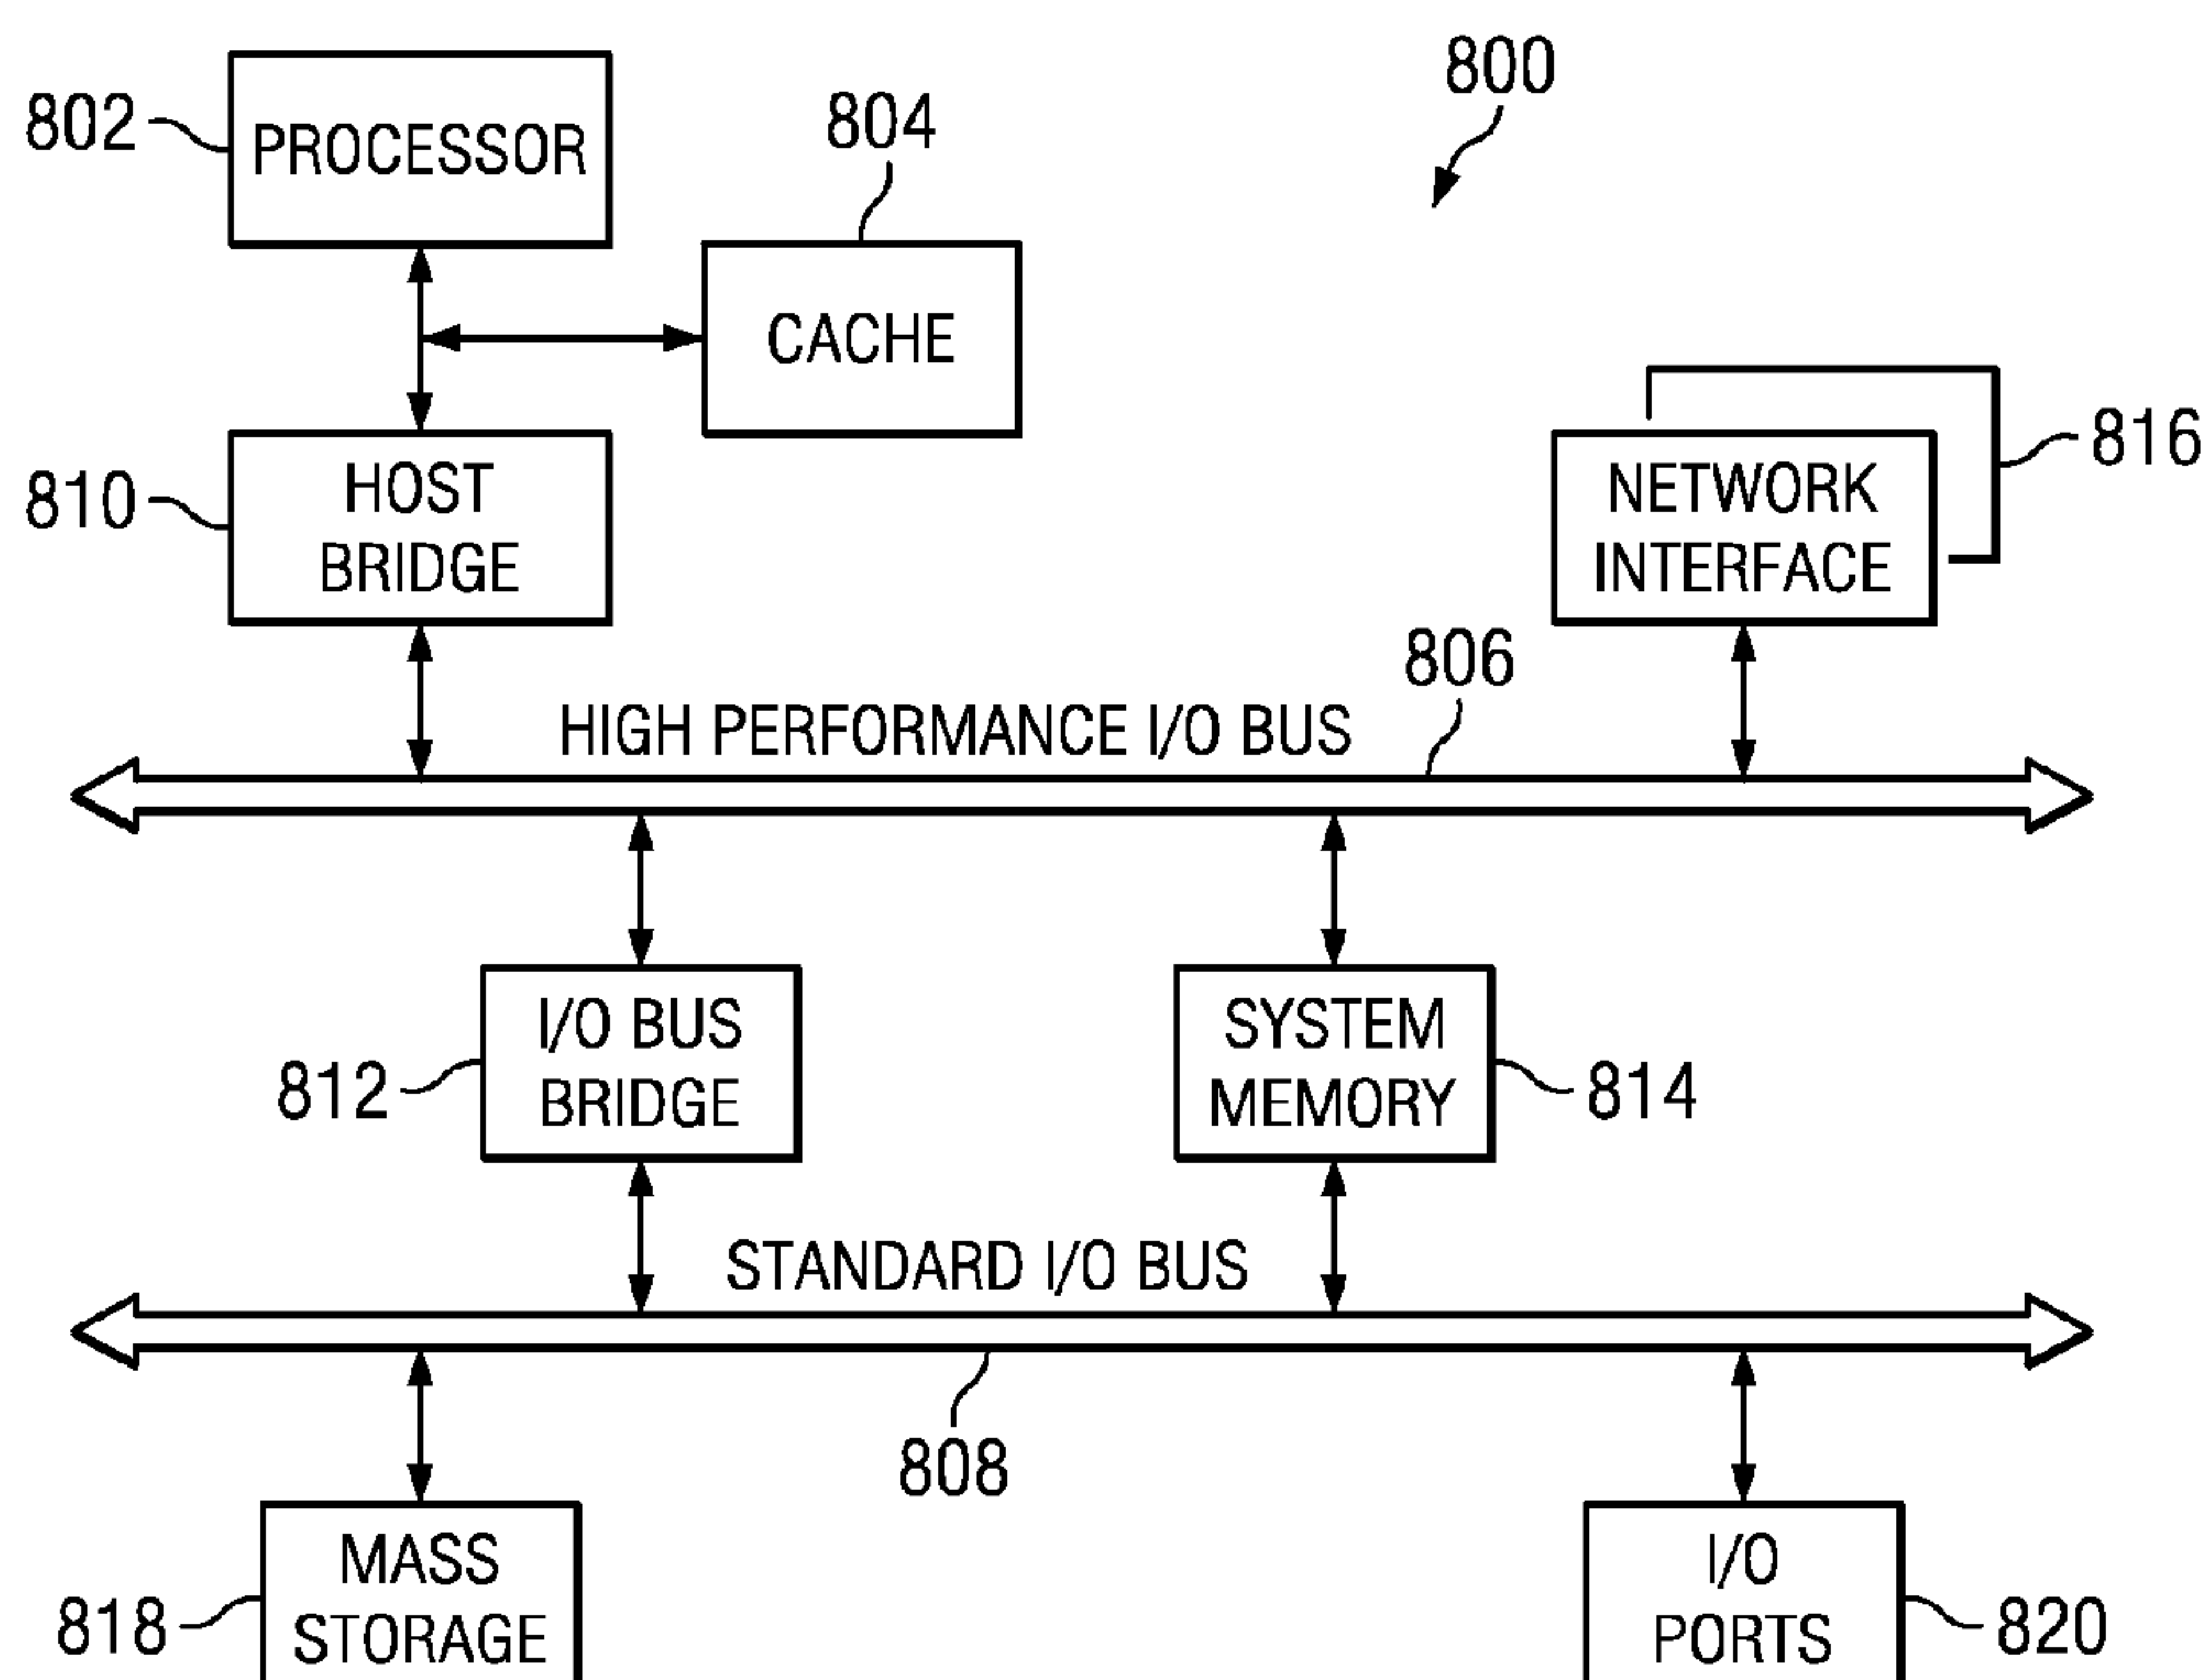 800
802
PROCESSOR
804
CACHE
810
HOST
BRIDGE
816
NETWORK
INTERFACE
806
HIGH PERFORMANCE I/O BUS
812
I/O BUS
BRIDGE
SYSTEM
MEMORY
814
STANDARD I/O BUS
808
818
MASS
STORAGE
I/O
PORTS
820